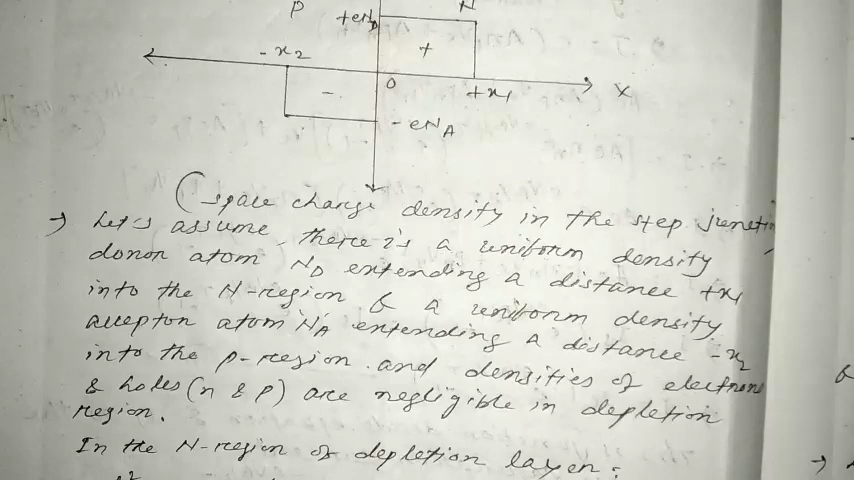 P
+eN_D
N
-x2
+
0
+x1
X
-
-eN_A
(space charge density in the step
→ Let's assume, there is a uniform density
donor atom N_D extending a distance +x1
into the N-region & a uniform density
acceptor atom N_A extending a distance -x2
into the p-region and densities of electron
& holes (n & p) are negligible in depletion
region.
In the N-region of depletion layer: